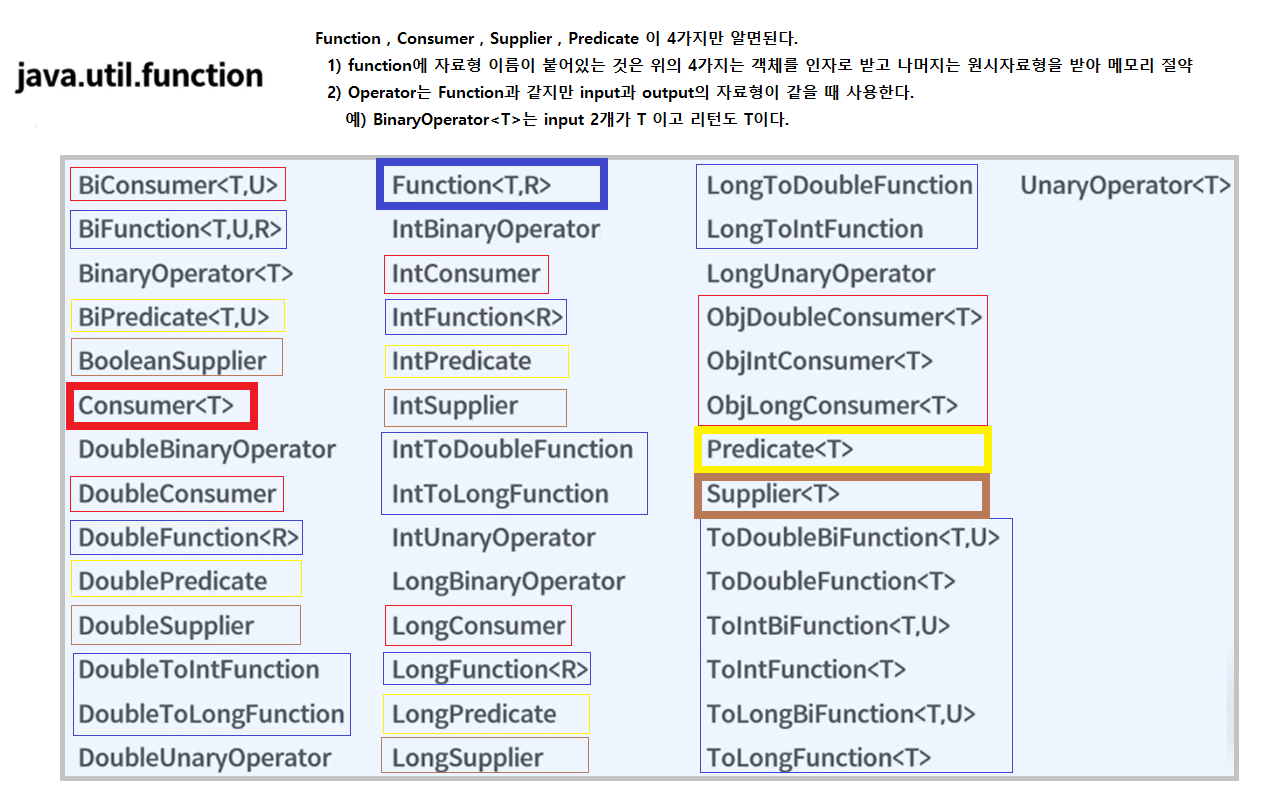 Function , Consumer , Supplier , Predicate 이 4가지만 알면된다.
1) function에 자료형 이름이 붙어있는 것은 위의 4가지는 객체를 인자로 받고 나머지는 원시자료형을 받아 메모리 절약
java.util.function
2) Operator는 Function과 같지만 input과 output의 자료형이 같을 때 사용한다.
예) BinaryOperator<T>는 input 2개가 T 이고 리턴도 T이다.
BiConsumer<T,U>
BiFunction<T,U,R>
BinaryOperator<T>
BiPredicate<T,U>
BooleanSupplier
Consumer<T>
DoubleBinaryOperator
DoubleConsumer
DoubleFunction<R>
DoublePredicate
DoubleSupplier
DoubleToIntFunction
DoubleToLongFunction
DoubleUnaryOperator
Function<T,R>
IntBinaryOperator
IntConsumer
IntFunction<R>
IntPredicate
IntSupplier
IntToDoubleFunction
IntToLongFunction
IntUnaryOperator
LongBinaryOperator
LongConsumer
LongFunction<R>
LongPredicate
LongSupplier
LongToDoubleFunction
LongToIntFunction
LongUnaryOperator
ObjDoubleConsumer<T>
ObjIntConsumer<T>
ObjLongConsumer<T>
Predicate<T>
Supplier<T>
ToDoubleBiFunction<T,U>
ToDoubleFunction<T>
ToIntBiFunction<T,U>
ToIntFunction<T>
ToLongBiFunction<T,U>
ToLongFunction<T>
UnaryOperator<T>